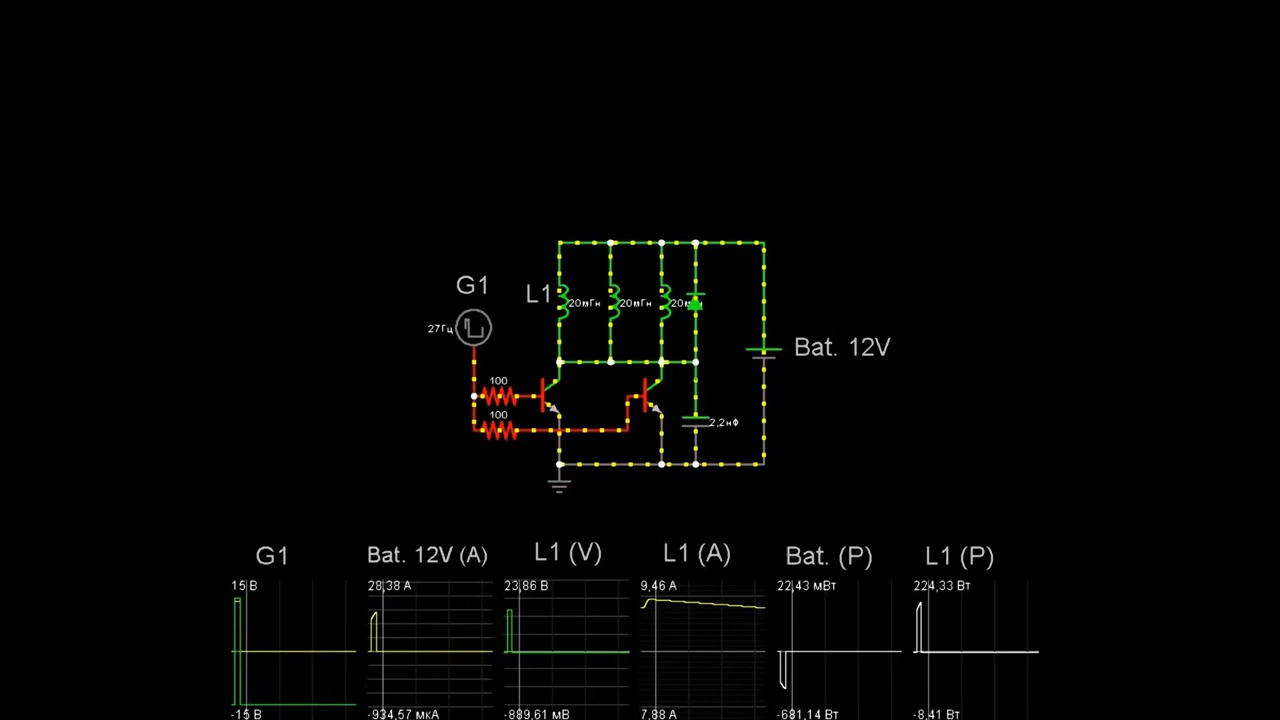 G1
27Гц
L1
20мГн
20мГн
20мГн
Bat. 12V
100
100
2,2нФ
G1
Bat. 12V (A)
L1 (V)
L1 (A)
Bat. (P)
L1 (P)
15 В
28,38 А
23,86 В
9,46 А
22,43 мВт
224,33 Вт
-15 В
-934,57 мкА
-889,61 мВ
7,88 А
-681,14 Вт
-8,41 Вт